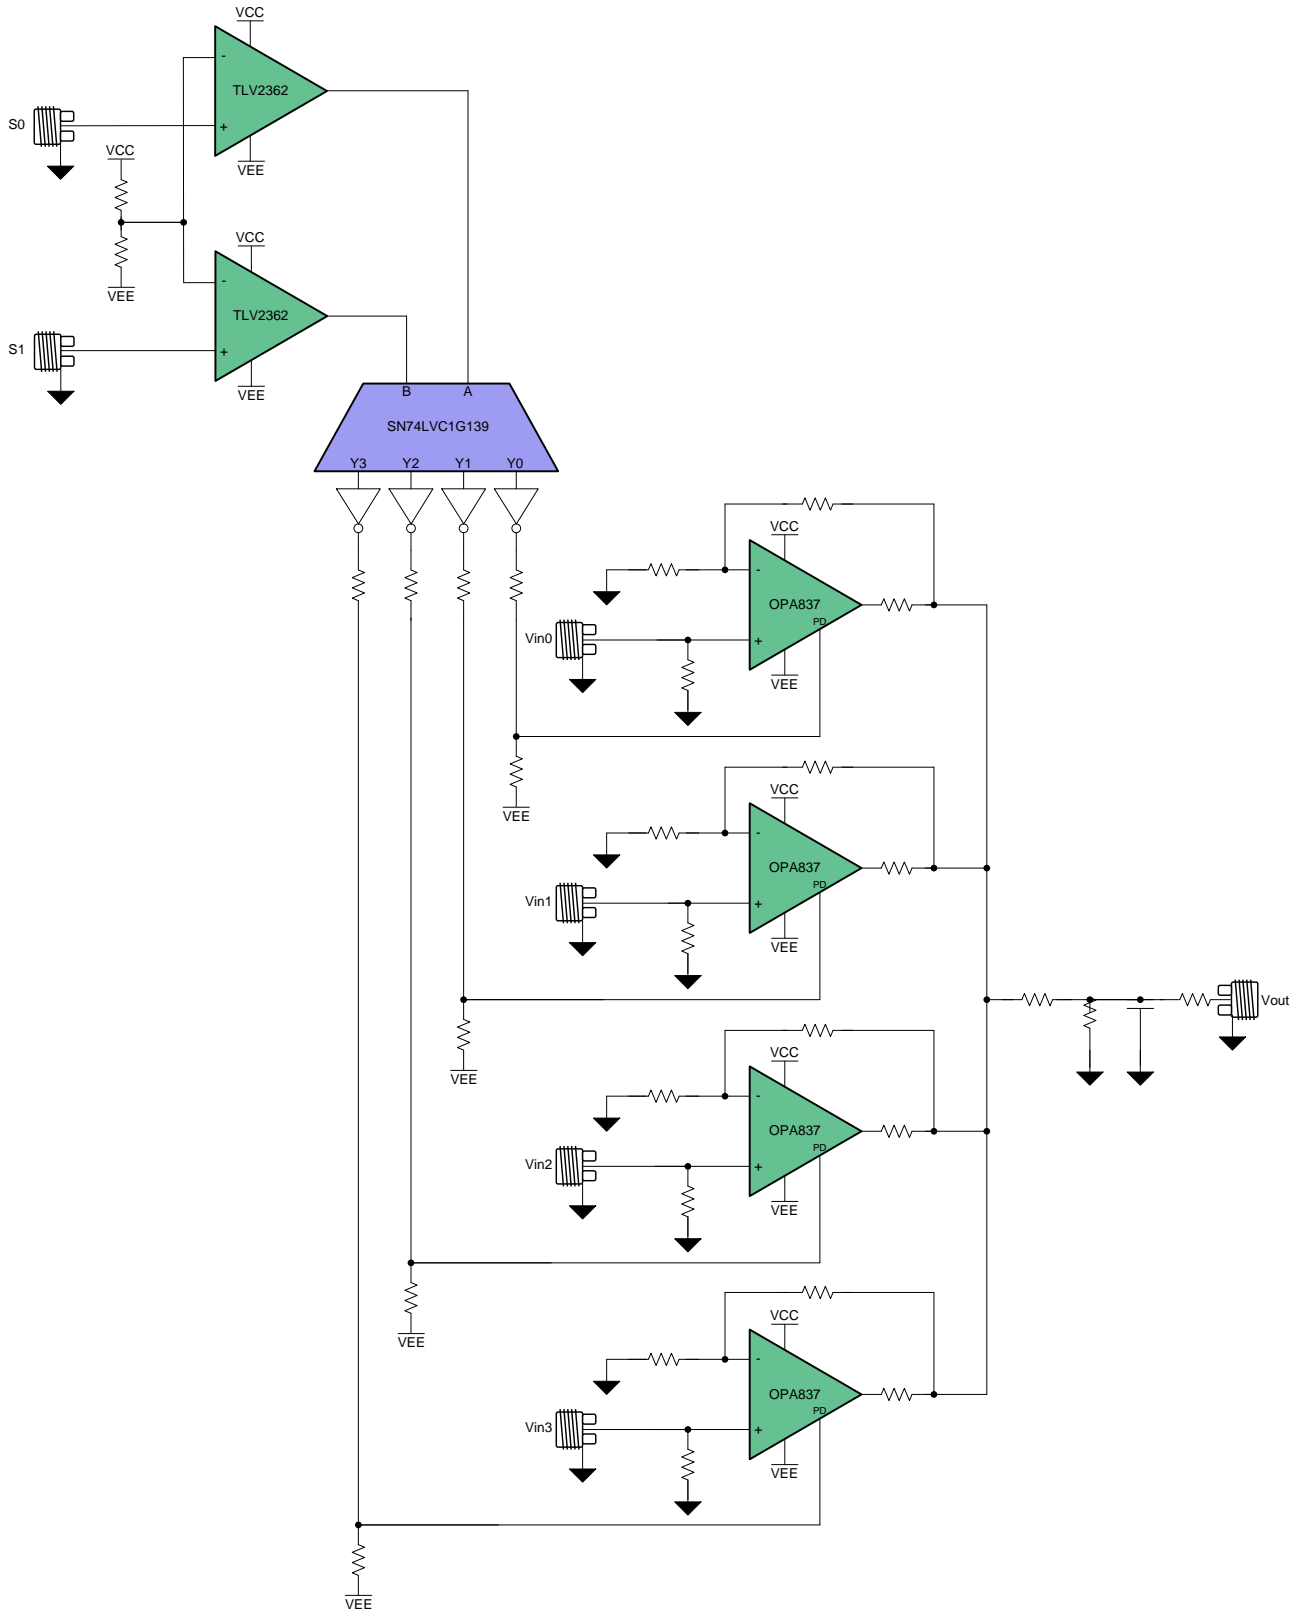 VCC
-
TLV2362
S0
+
VCC
VEE
VCC
-
VEE
TLV2362
S1
+
VEE
B A
SN74LVC1G139
Y3 Y2 Y1 Y0
VCC
-
OPA837
PD
Vin0
+
VEE
VCC
VEE
-
OPA837
PD
Vin1
+
VEE
Vout
VCC
VEE
-
OPA837
PD
Vin2
+
VEE
VCC
VEE
-
OPA837
PD
Vin3
+
VEE
VEE